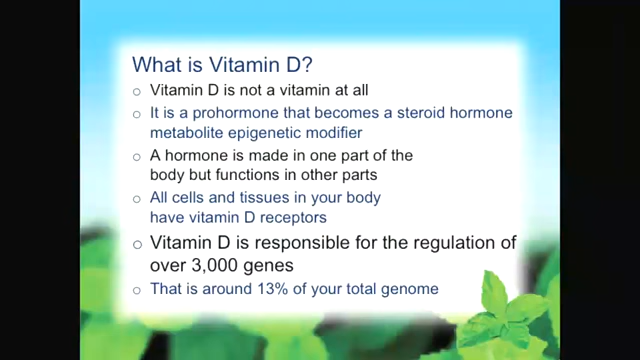 What is Vitamin D?
○ Vitamin D is not a vitamin at all
○ It is a prohormone that becomes a steroid hormone
metabolite epigenetic modifier
○ A hormone is made in one part of the
body but functions in other parts
○ All cells and tissues in your body
have vitamin D receptors
○ Vitamin D is responsible for the regulation of
over 3,000 genes
○ That is around 13% of your total genome